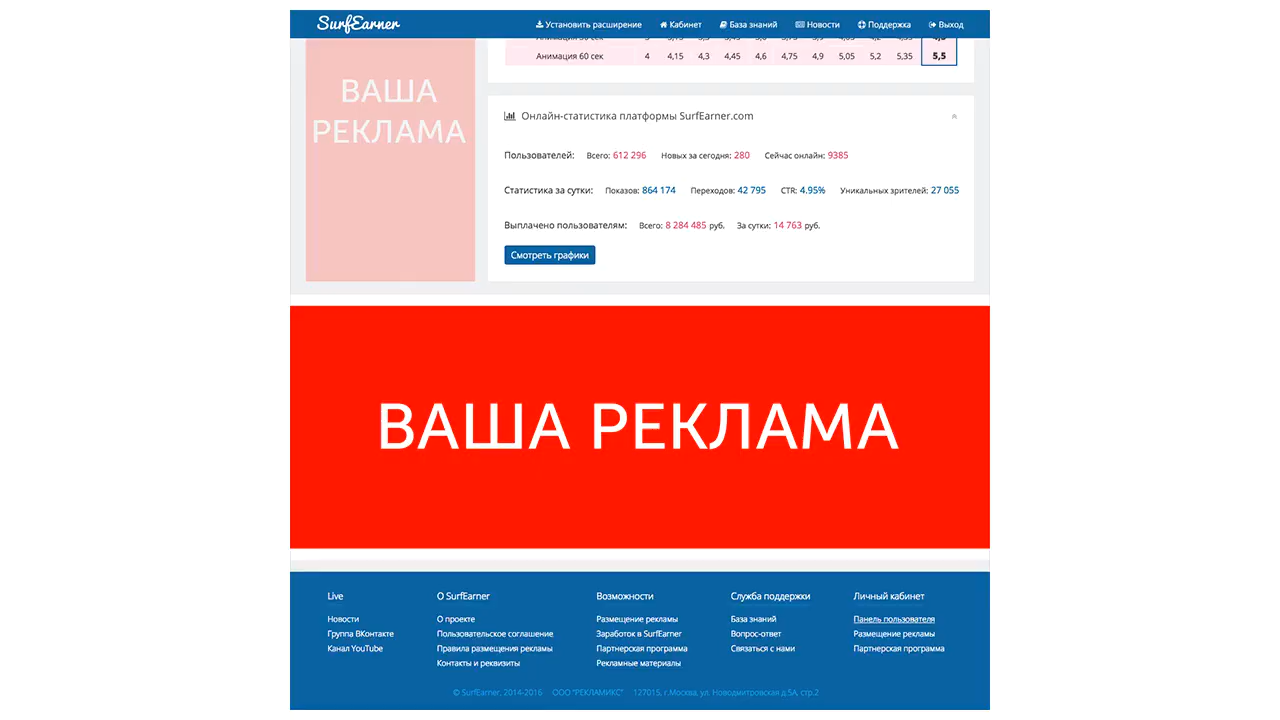 SurfEarner Установить расширение Кабинет База знаний Новости Поддержка Выход
Анимация 60 сек 4 4,15 4,3 4,45 4,6 4,75 4,9 5,05 5,2 5,35 5,5
ВАША
РЕКЛАМА
Онлайн-статистика платформы SurfEarner.com
Пользователей: Всего: 612 296 Новых за сегодня: 280 Сейчас онлайн: 9385
Статистика за сутки: Показов: 864 174 Переходов: 42 795 CTR: 4.95% Уникальных зрителей: 27 055
Выплачено пользователям: Всего: 8 284 485 руб. За сутки: 14 763 руб.
Смотреть графики
ВАША РЕКЛАМА
Live О SurfEarner Возможности Служба поддержки Личный кабинет
Новости О проекте Размещение рекламы База знаний Панель пользователя
Группа ВКонтакте Пользовательское соглашение Заработок в SurfEarner Вопрос-ответ Размещение рекламы
Канал YouTube Правила размещения рекламы Партнерская программа Связаться с нами Партнерская программа
Контакты и реквизиты Рекламные материалы
© SurfEarner, 2014-2016 ООО "РЕКЛАМИКС" 127015, г.Москва, ул. Новодмитровская д.5А, стр.2